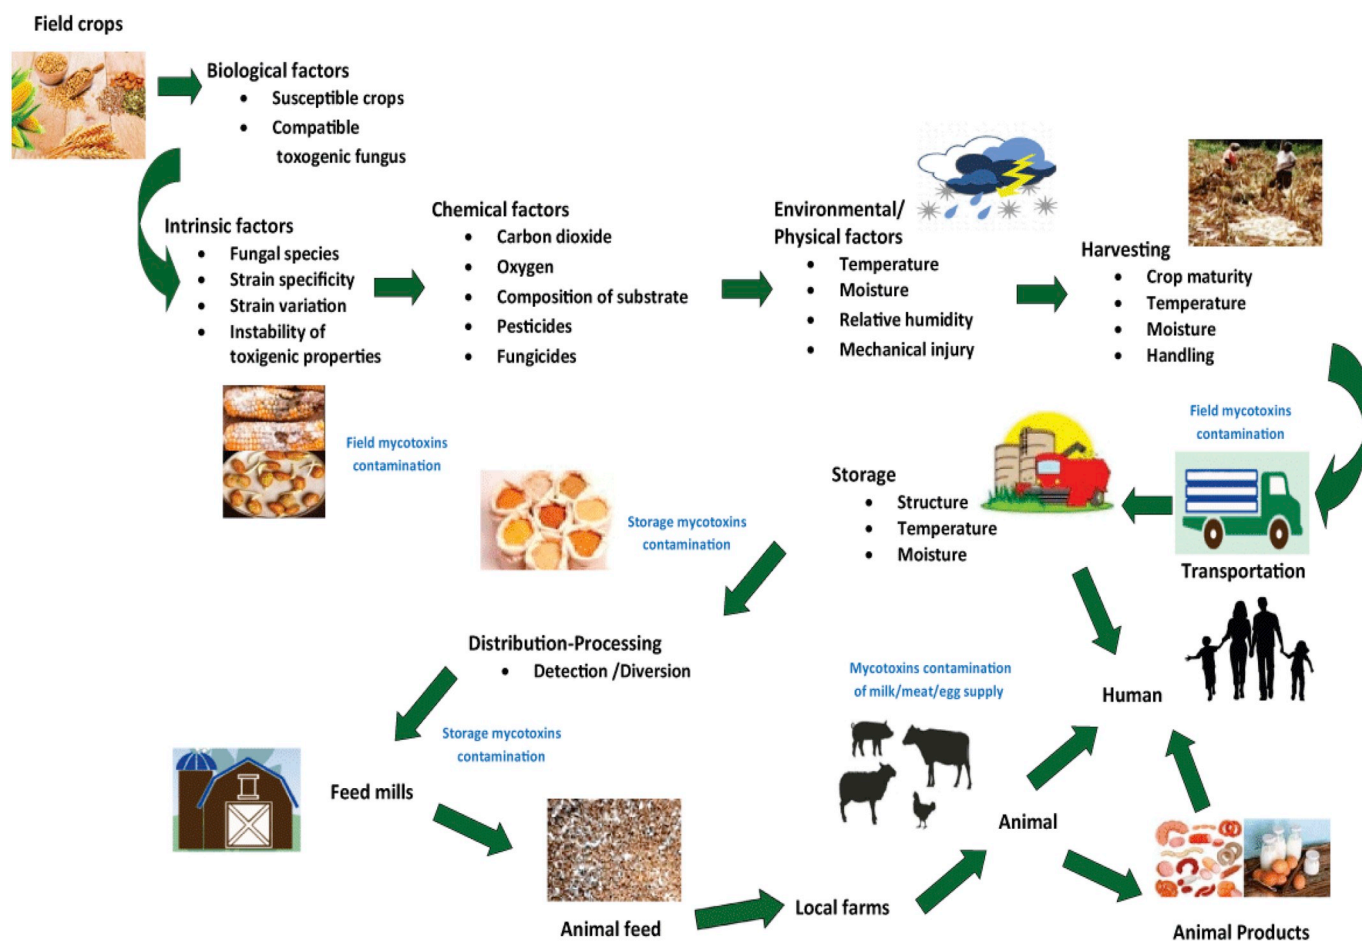 Field crops
Biological factors
• Susceptible crops
• Compatible
toxogenic fungus
Intrinsic factors
• Fungal species
• Strain specificity
• Strain variation
• Instability of
toxigenic properties
Chemical factors
• Carbon dioxide
• Oxygen
• Composition of substrate
• Pesticides
• Fungicides
Environmental/
Physical factors
• Temperature
• Moisture
• Relative humidity
• Mechanical injury
Harvesting
• Crop maturity
• Temperature
• Moisture
• Handling
Field mycotoxins
contamination
Field mycotoxins
contamination
Transportation
Storage
• Structure
• Temperature
• Moisture
Storage mycotoxins
contamination
Distribution-Processing
• Detection /Diversion
Storage mycotoxins
contamination
Feed mills
Animal feed
Local farms
Mycotoxins contamination
of milk/meat/egg supply
Animal
Human
Animal Products